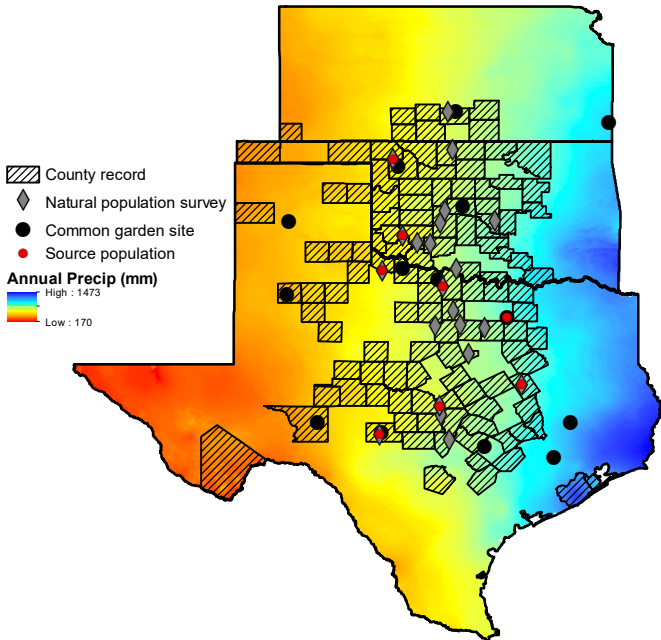 County record
Natural population survey
Common garden site
Source population
Annual Precip (mm)
High : 1473
Low : 170